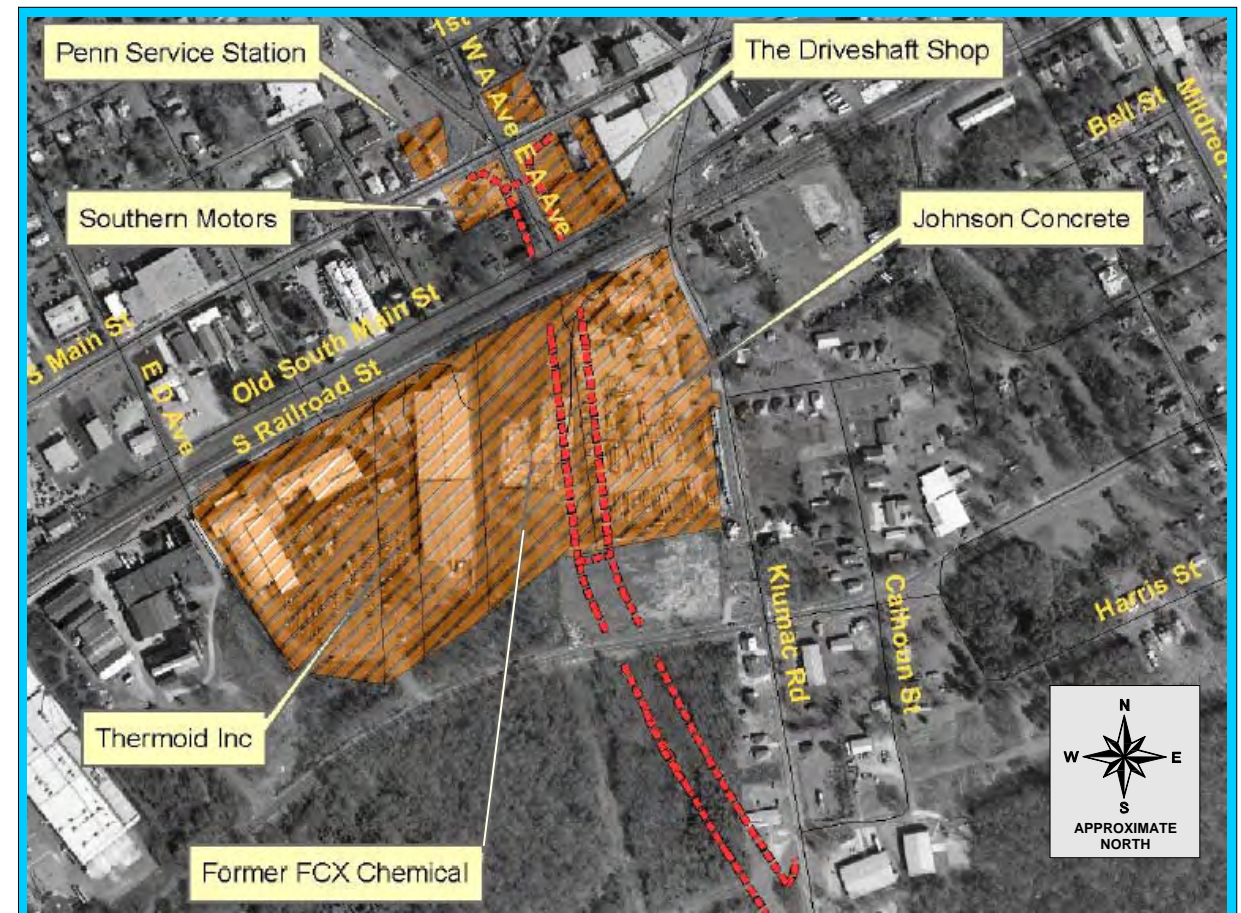 Penn Service Station
1st
W A Ave
The Driveshaft Shop
Bell St
Mildred
E A Ave
Southern Motors
Johnson Concrete
S Main St
Old South Main St
E D Ave
S Railroad St
Klumac Rd
Calhoun St
Harris St
Thermoid Inc
Former FCX Chemical
N
W
E
S
APPROXIMATE
NORTH